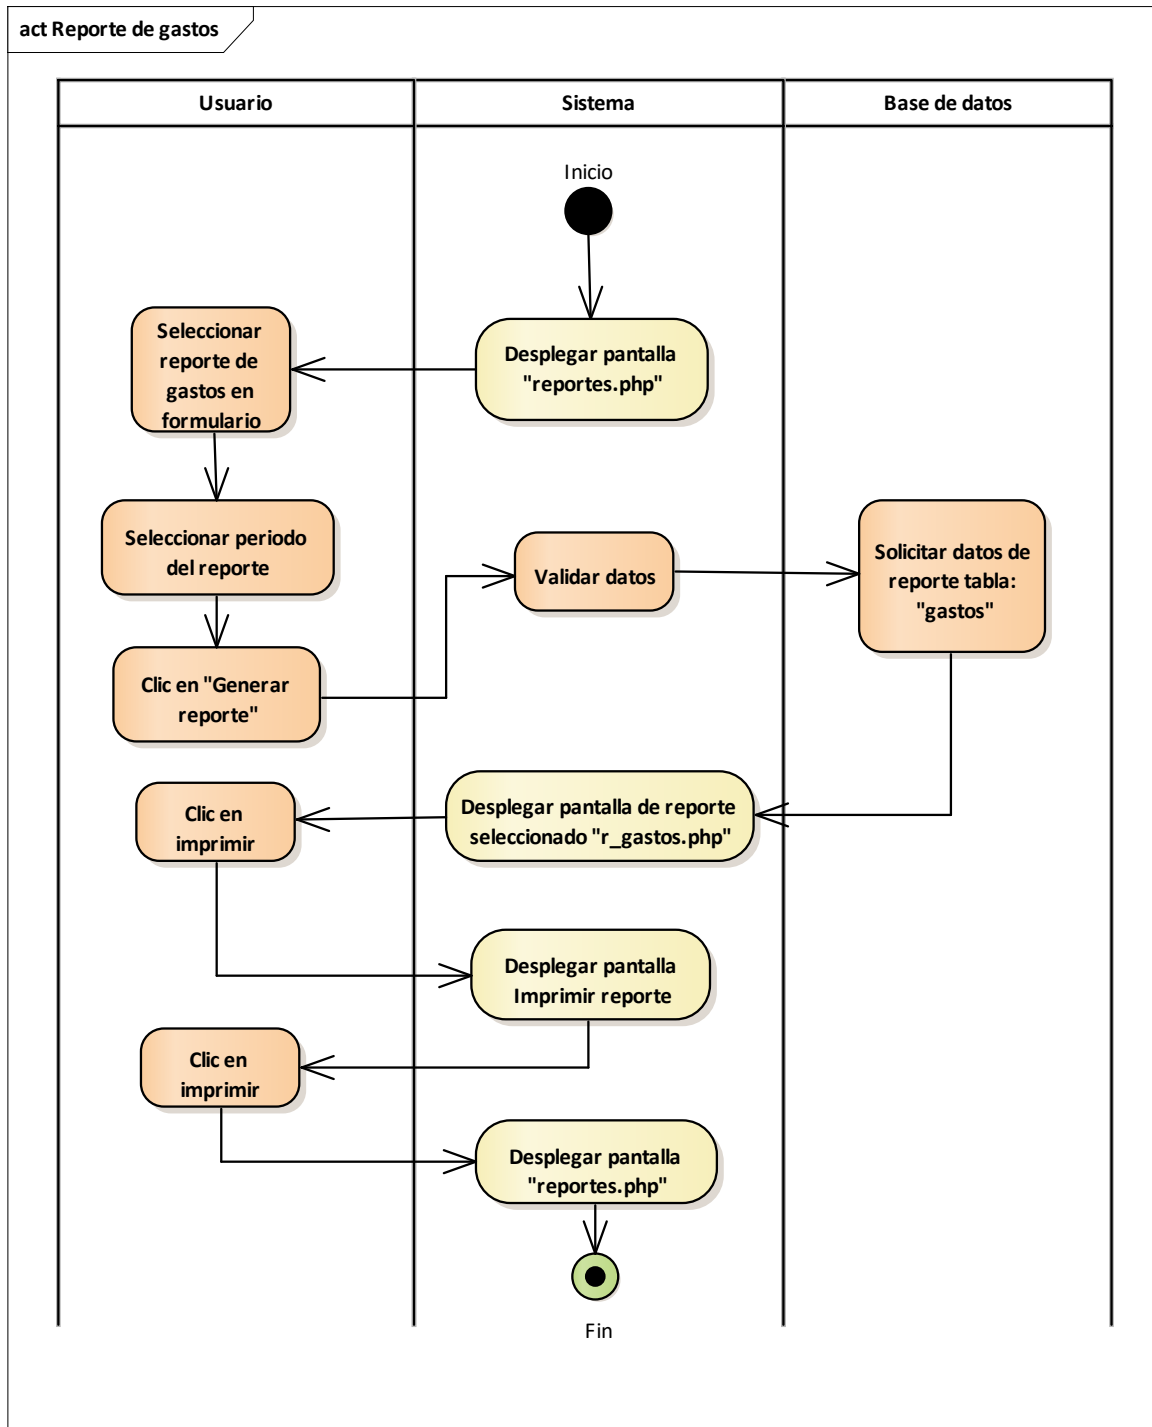 act Reporte de gastos
Usuario
Sistema
Base de datos
Inicio
Desplegar pantalla
"reportes.php"
Seleccionar
reporte de
gastos en
formulario
Seleccionar periodo
del reporte
Clic en "Generar
reporte"
Validar datos
Solicitar datos de
reporte tabla:
"gastos"
Desplegar pantalla de reporte
seleccionado "r_gastos.php"
Clic en
imprimir
Desplegar pantalla
Imprimir reporte
Clic en
imprimir
Desplegar pantalla
"reportes.php"
Fin